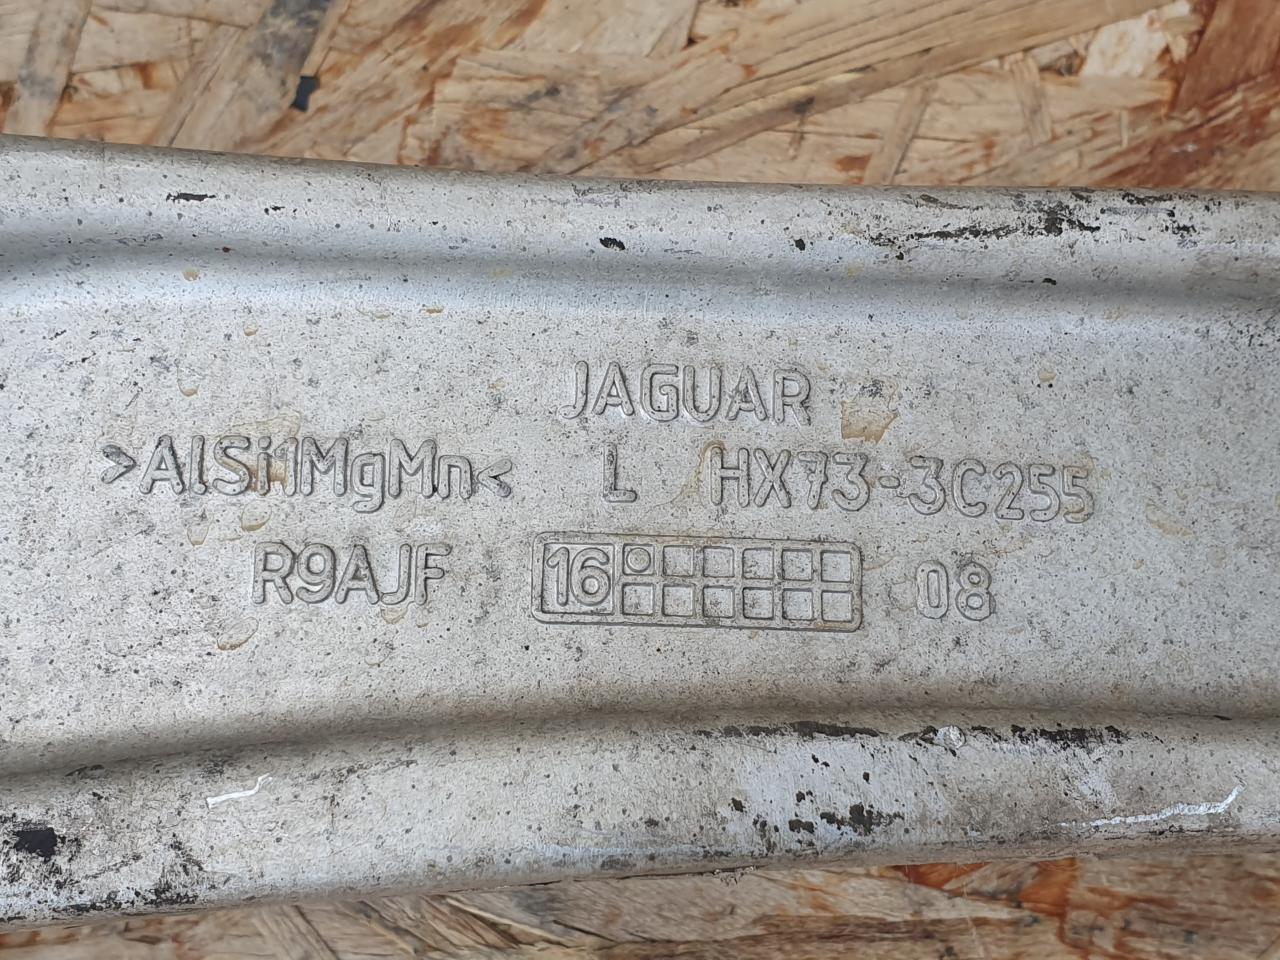 JAGUAR
>AlSi1MgMn< L HX73-3C255
R9AJF 16 08